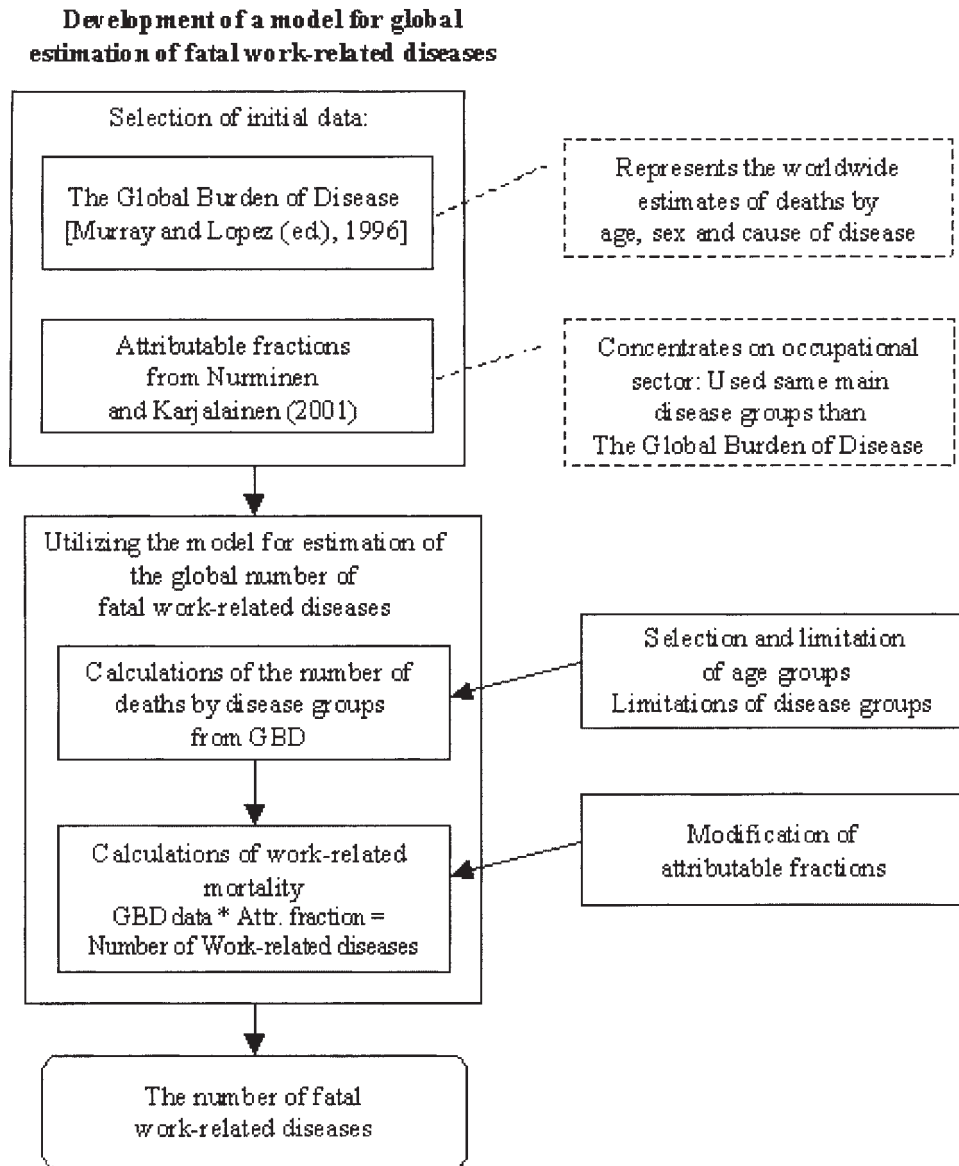 Development of a model for global
estimation of fatal work-related diseases
Selection of initial data:
The Global Burden of Disease
[Murray and Lopez (ed.), 1996]
Represents the worldwide
estimates of deaths by
age, sex and cause of disease
Attributable fractions
from Nurminen
and Karjalainen (2001)
Concentrates on occupational
sector: Used same main
disease groups than
The Global Burden of Disease
Utilizing the model for estimation of
the global number of
fatal work-related diseases
Calculations of the number of
deaths by disease groups
from GBD
Selection and limitation
of age groups
Limitations of disease groups
Calculations of work-related
mortality
GBD data * Attr. fraction =
Number of Work-related diseases
Modification of
attributable fractions
The number of fatal
work-related diseases